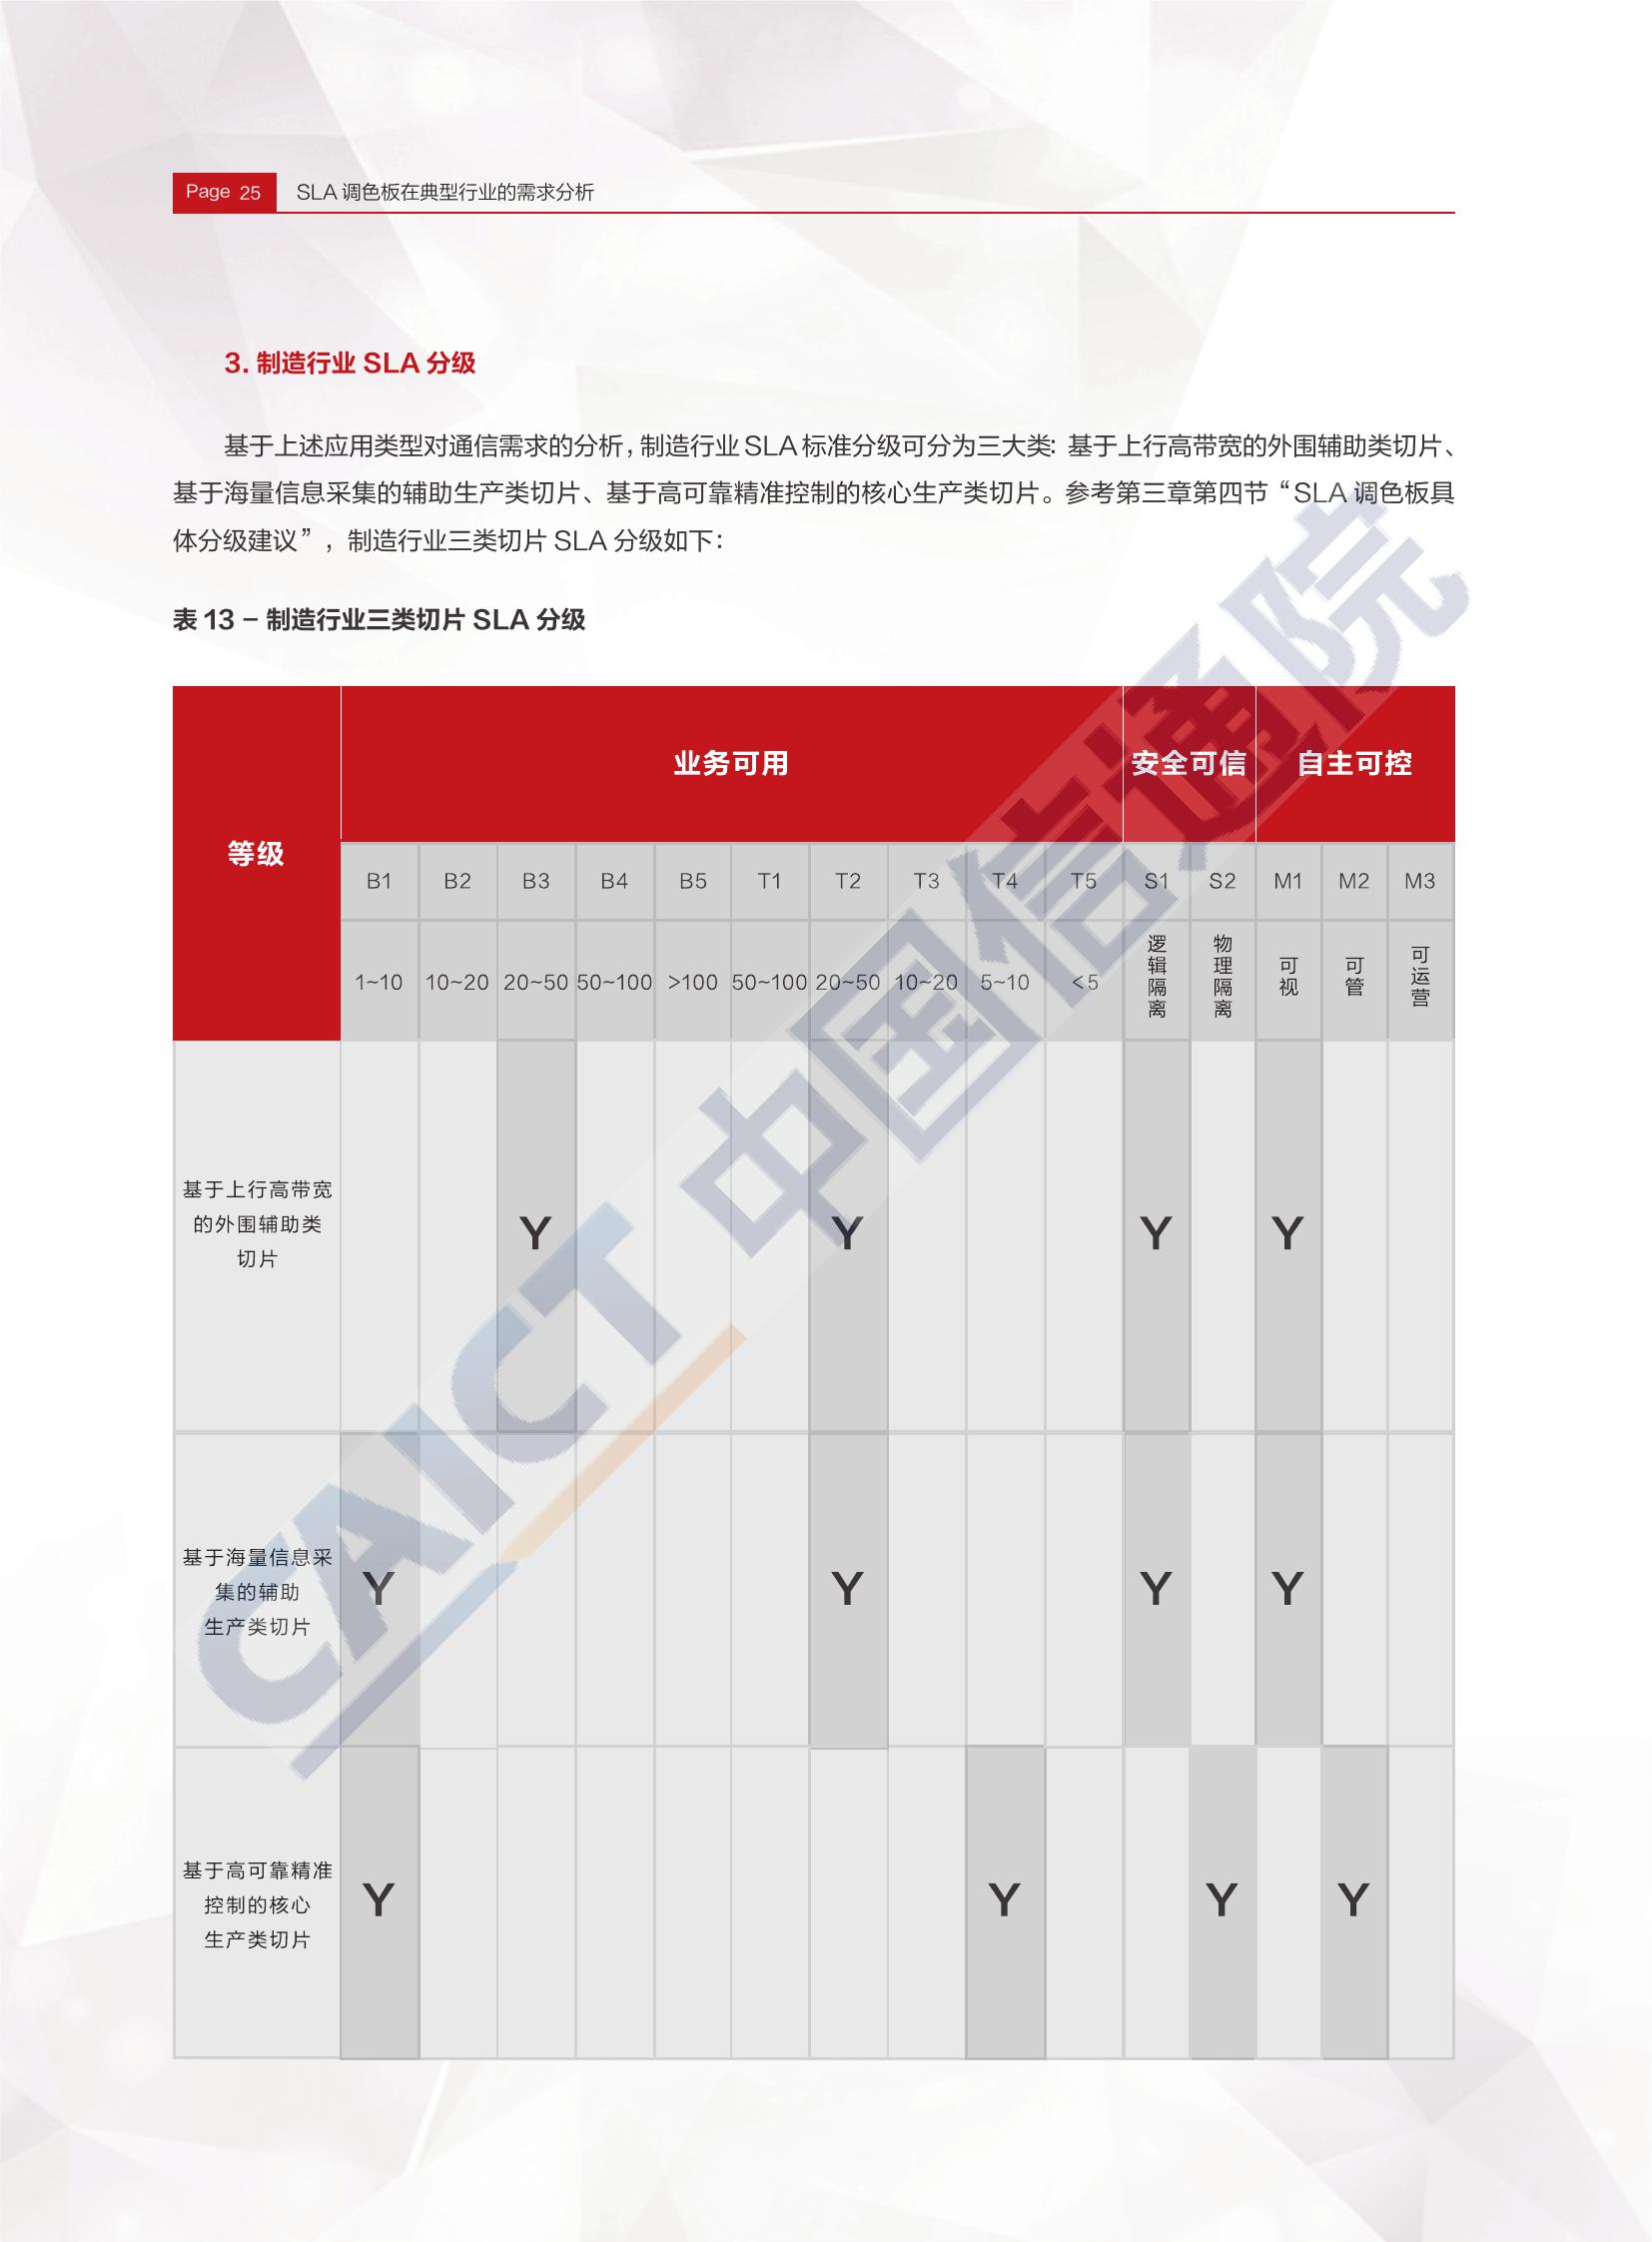 Page 25 SLA 调色板在典型行业的需求分析
3. 制造行业 SLA 分级
基于上述应用类型对通信需求的分析，制造行业 SLA 标准分级可分为三大类：基于上行高带宽的外围辅助类切片、
基于海量信息采集的辅助生产类切片、基于高可靠精准控制的核心生产类切片。参考第三章第四节“SLA 调色板具
体分级建议”，制造行业三类切片 SLA 分级如下：
表 13 – 制造行业三类切片 SLA 分级
等级 业务可用 安全可信 自主可控
B1 B2 B3 B4 B5 T1 T2 T3 T4 T5 S1 S2 M1 M2 M3
1~10 10~20 20~50 50~100 >100 50~100 20~50 10~20 5~10 <5 逻辑隔离 物理隔离 可视 可管 可运营
基于上行高带宽
的外围辅助类
切片
Y Y Y Y
基于海量信息采
集的辅助
生产类切片
Y Y Y Y
基于高可靠精准
控制的核心
生产类切片
Y Y Y Y
CAICT 中国信通院